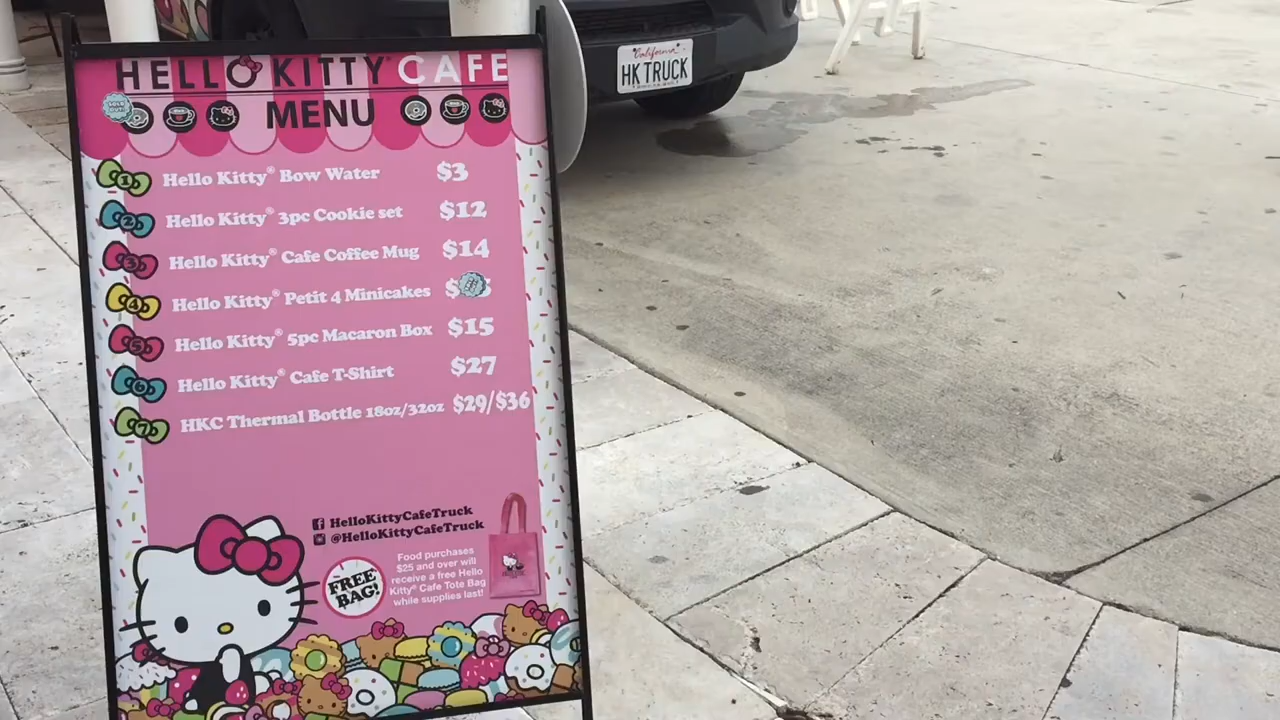 HELLO KITTY® CAFE
SOLD OUT!
MENU
1 Hello Kitty® Bow Water $3
2 Hello Kitty® 3pc Cookie set $12
3 Hello Kitty® Cafe Coffee Mug $14
4 Hello Kitty® Petit 4 Minicakes
5 Hello Kitty® 5pc Macaron Box $15
6 Hello Kitty® Cafe T-Shirt $27
7 HKC Thermal Bottle 18oz/32oz $29/$36
HelloKittyCafeTruck
@HelloKittyCafeTruck
FREE
BAG!
Food purchases
$25 and over will
receive a free Hello
Kitty® Cafe Tote Bag
while supplies last!
California
HK TRUCK